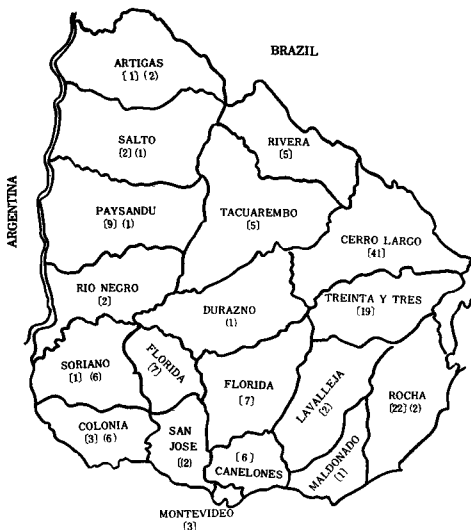 BRAZIL
ARTIGAS
[1] (2)
SALTO
[2] (1)
RIVERA
[5]
ARGENTINA
PAYSANDU
[9] (1)
TACUAREMBO
[5]
CERRO LARGO
[41]
RIO NEGRO
[2]
DURAZNO
(1)
TREINTA Y TRES
[19]
SORIANO
[1] (6)
FLORIDA
(7)
FLORIDA
[7]
LAVALLEJA
(2)
ROCHA
[22] (2)
COLONIA
[3] (6)
SAN
JOSE
[12]
[6]
CANELONES
MALDONADO
[1]
MONTEVIDEO
[3]